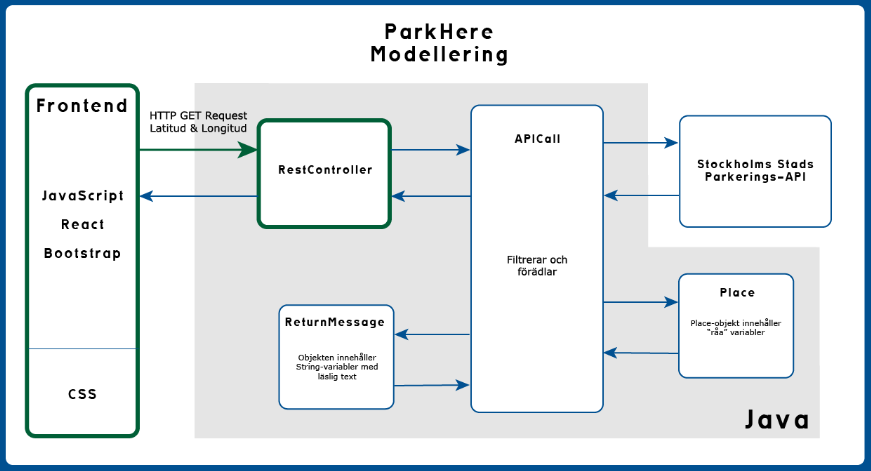 ParkHere
Modellering
Frontend
JavaScript
React
Bootstrap
CSS
HTTP GET Request
Latitud & Longitud
RestController
APICall
Filtrerar och
förädlar
Stockholms Stads
Parkerings-API
ReturnMessage
Objekten innehåller
String-variabler med
läslig text
Place
Place-objekt innehåller
"råa" variabler
Java